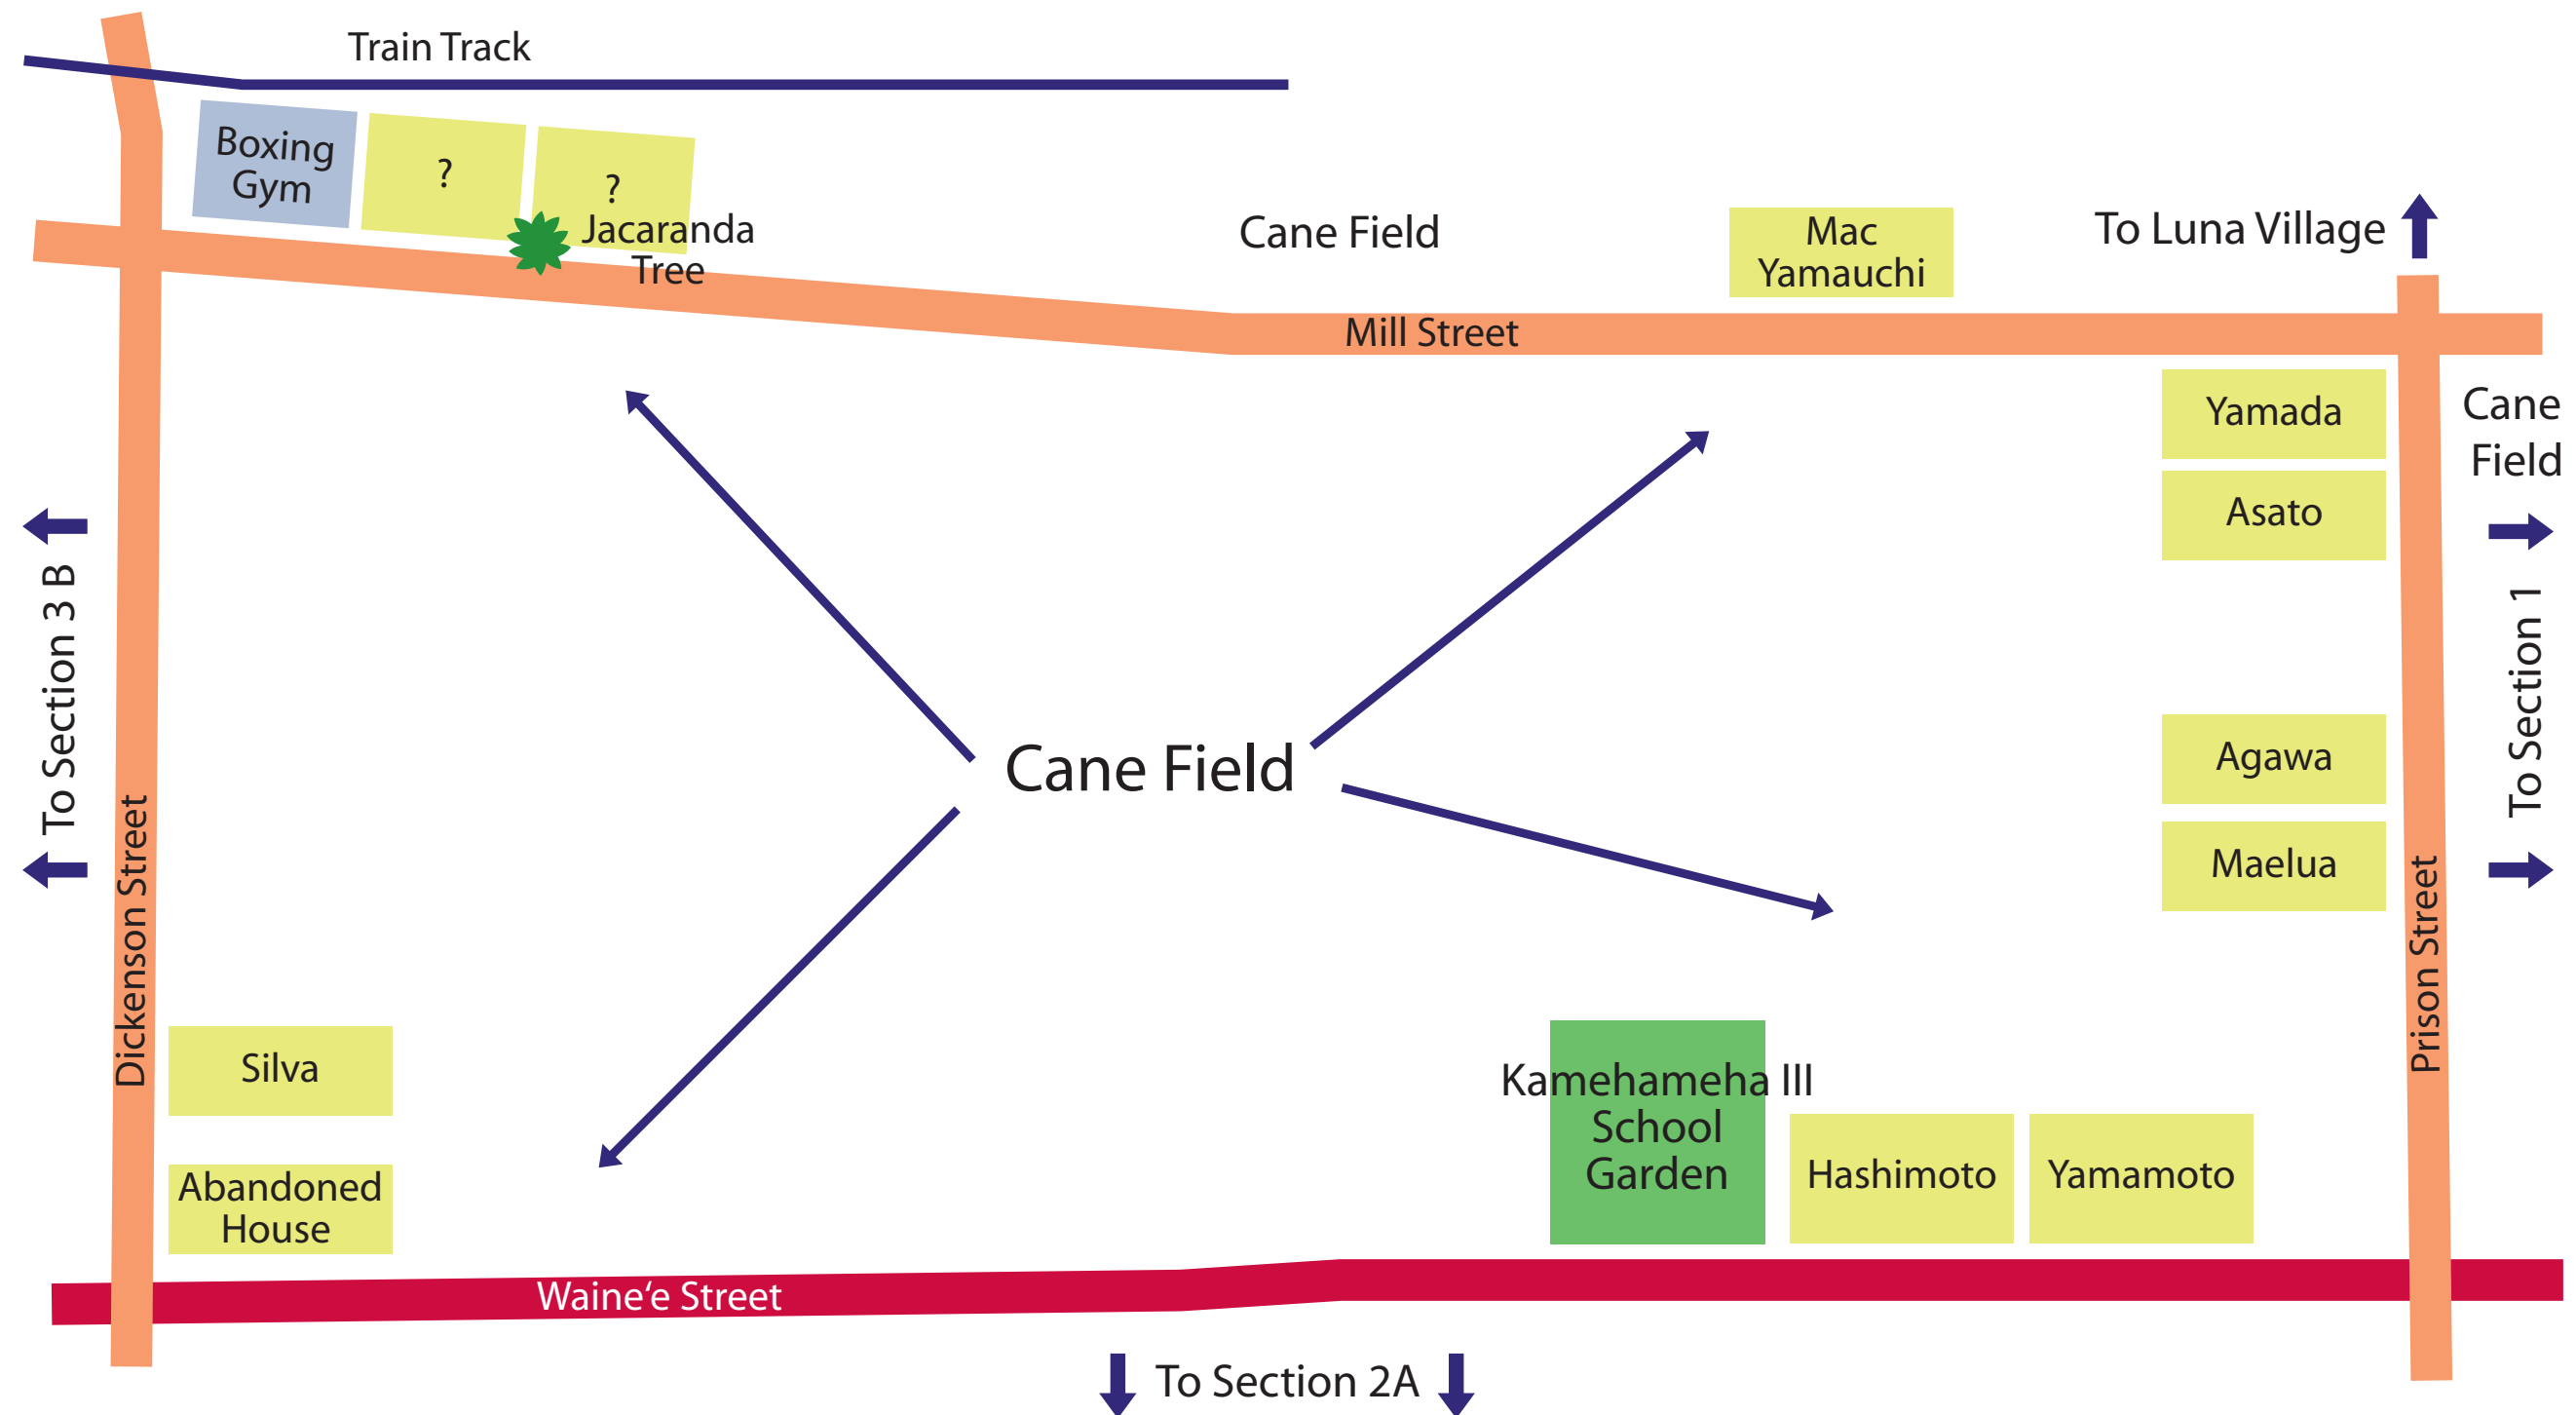 Train Track
Boxing
Gym
?
?
Jacaranda
Tree
Cane Field
Mac
Yamauchi
To Luna Village
Mill Street
Yamada
Cane
Field
Asato
To Section 3 B
To Section 1
Cane Field
Agawa
Maelua
Dickenson Street
Prison Street
Silva
Abandoned
House
Kamehameha III
School
Garden
Hashimoto
Yamamoto
Waine‘e Street
To Section 2A